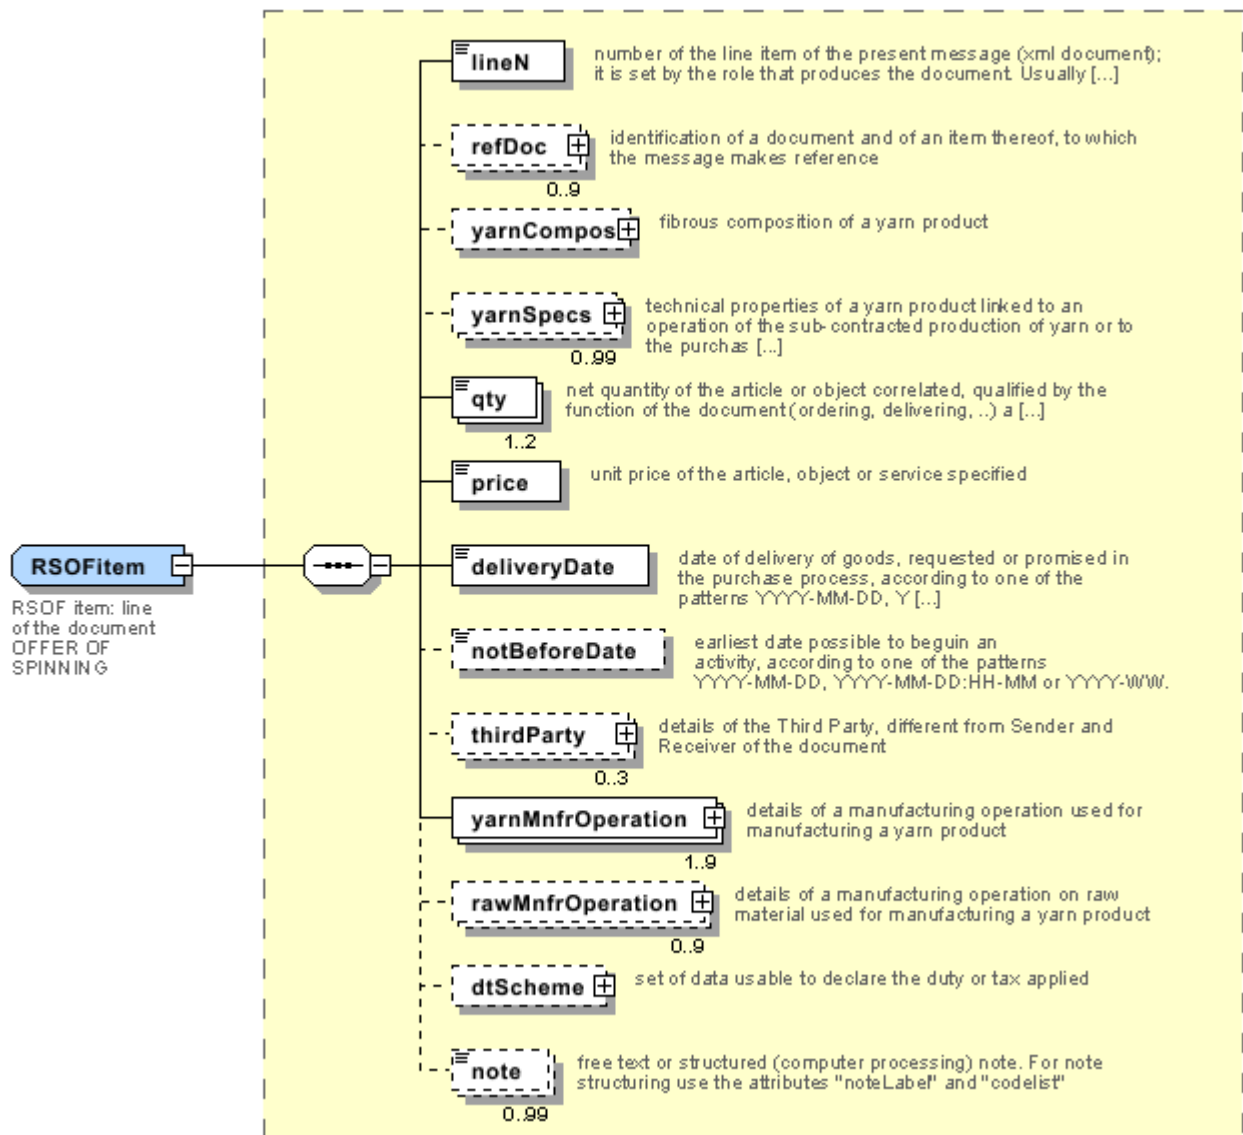 lineN
number of the line item of the present message (xml document);
it is set by the role that produces the document. Usually [...]
refDoc
identification of a document and of an item thereof, to which
the message makes reference
0..9
yarnCompos
fibrous composition of a yarn product
yarnSpecs
technical properties of a yarn product linked to an
operation of the sub-contracted production of yarn or to
the purchas [...]
0..99
qty
net quantity of the article or object correlated, qualified by the
function of the document (ordering, delivering, ..) a [...]
1..2
price
unit price of the article, object or service specified
RSOFitem
RSOF item: line
of the document
OFFER OF
SPINNING
deliveryDate
date of delivery of goods, requested or promised in
the purchase process, according to one of the
patterns YYYY-MM-DD, Y [...]
notBeforeDate
earliest date possible to beguin an
activity, according to one of the patterns
YYYY-MM-DD, YYYY-MM-DD:HH-MM or YYYY-WW.
thirdParty
details of the Third Party, different from Sender and
Receiver of the document
0..3
yarnMnfrOperation
details of a manufacturing operation used for
manufacturing a yarn product
1..9
rawMnfrOperation
details of a manufacturing operation on raw
material used for manufacturing a yarn product
0..9
dtScheme
set of data usable to declare the duty or tax applied
note
free text or structured (computer processing) note. For note
structuring use the attributes "noteLabel" and "codelist"
0..99